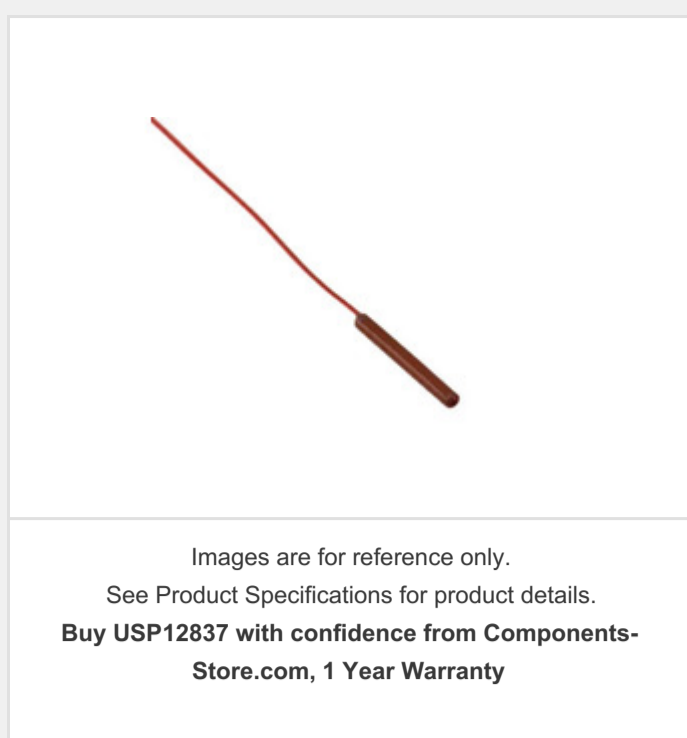 Images are for reference only.
See Product Specifications for product details.
Buy USP12837 with confidence from Components-
Store.com, 1 Year Warranty